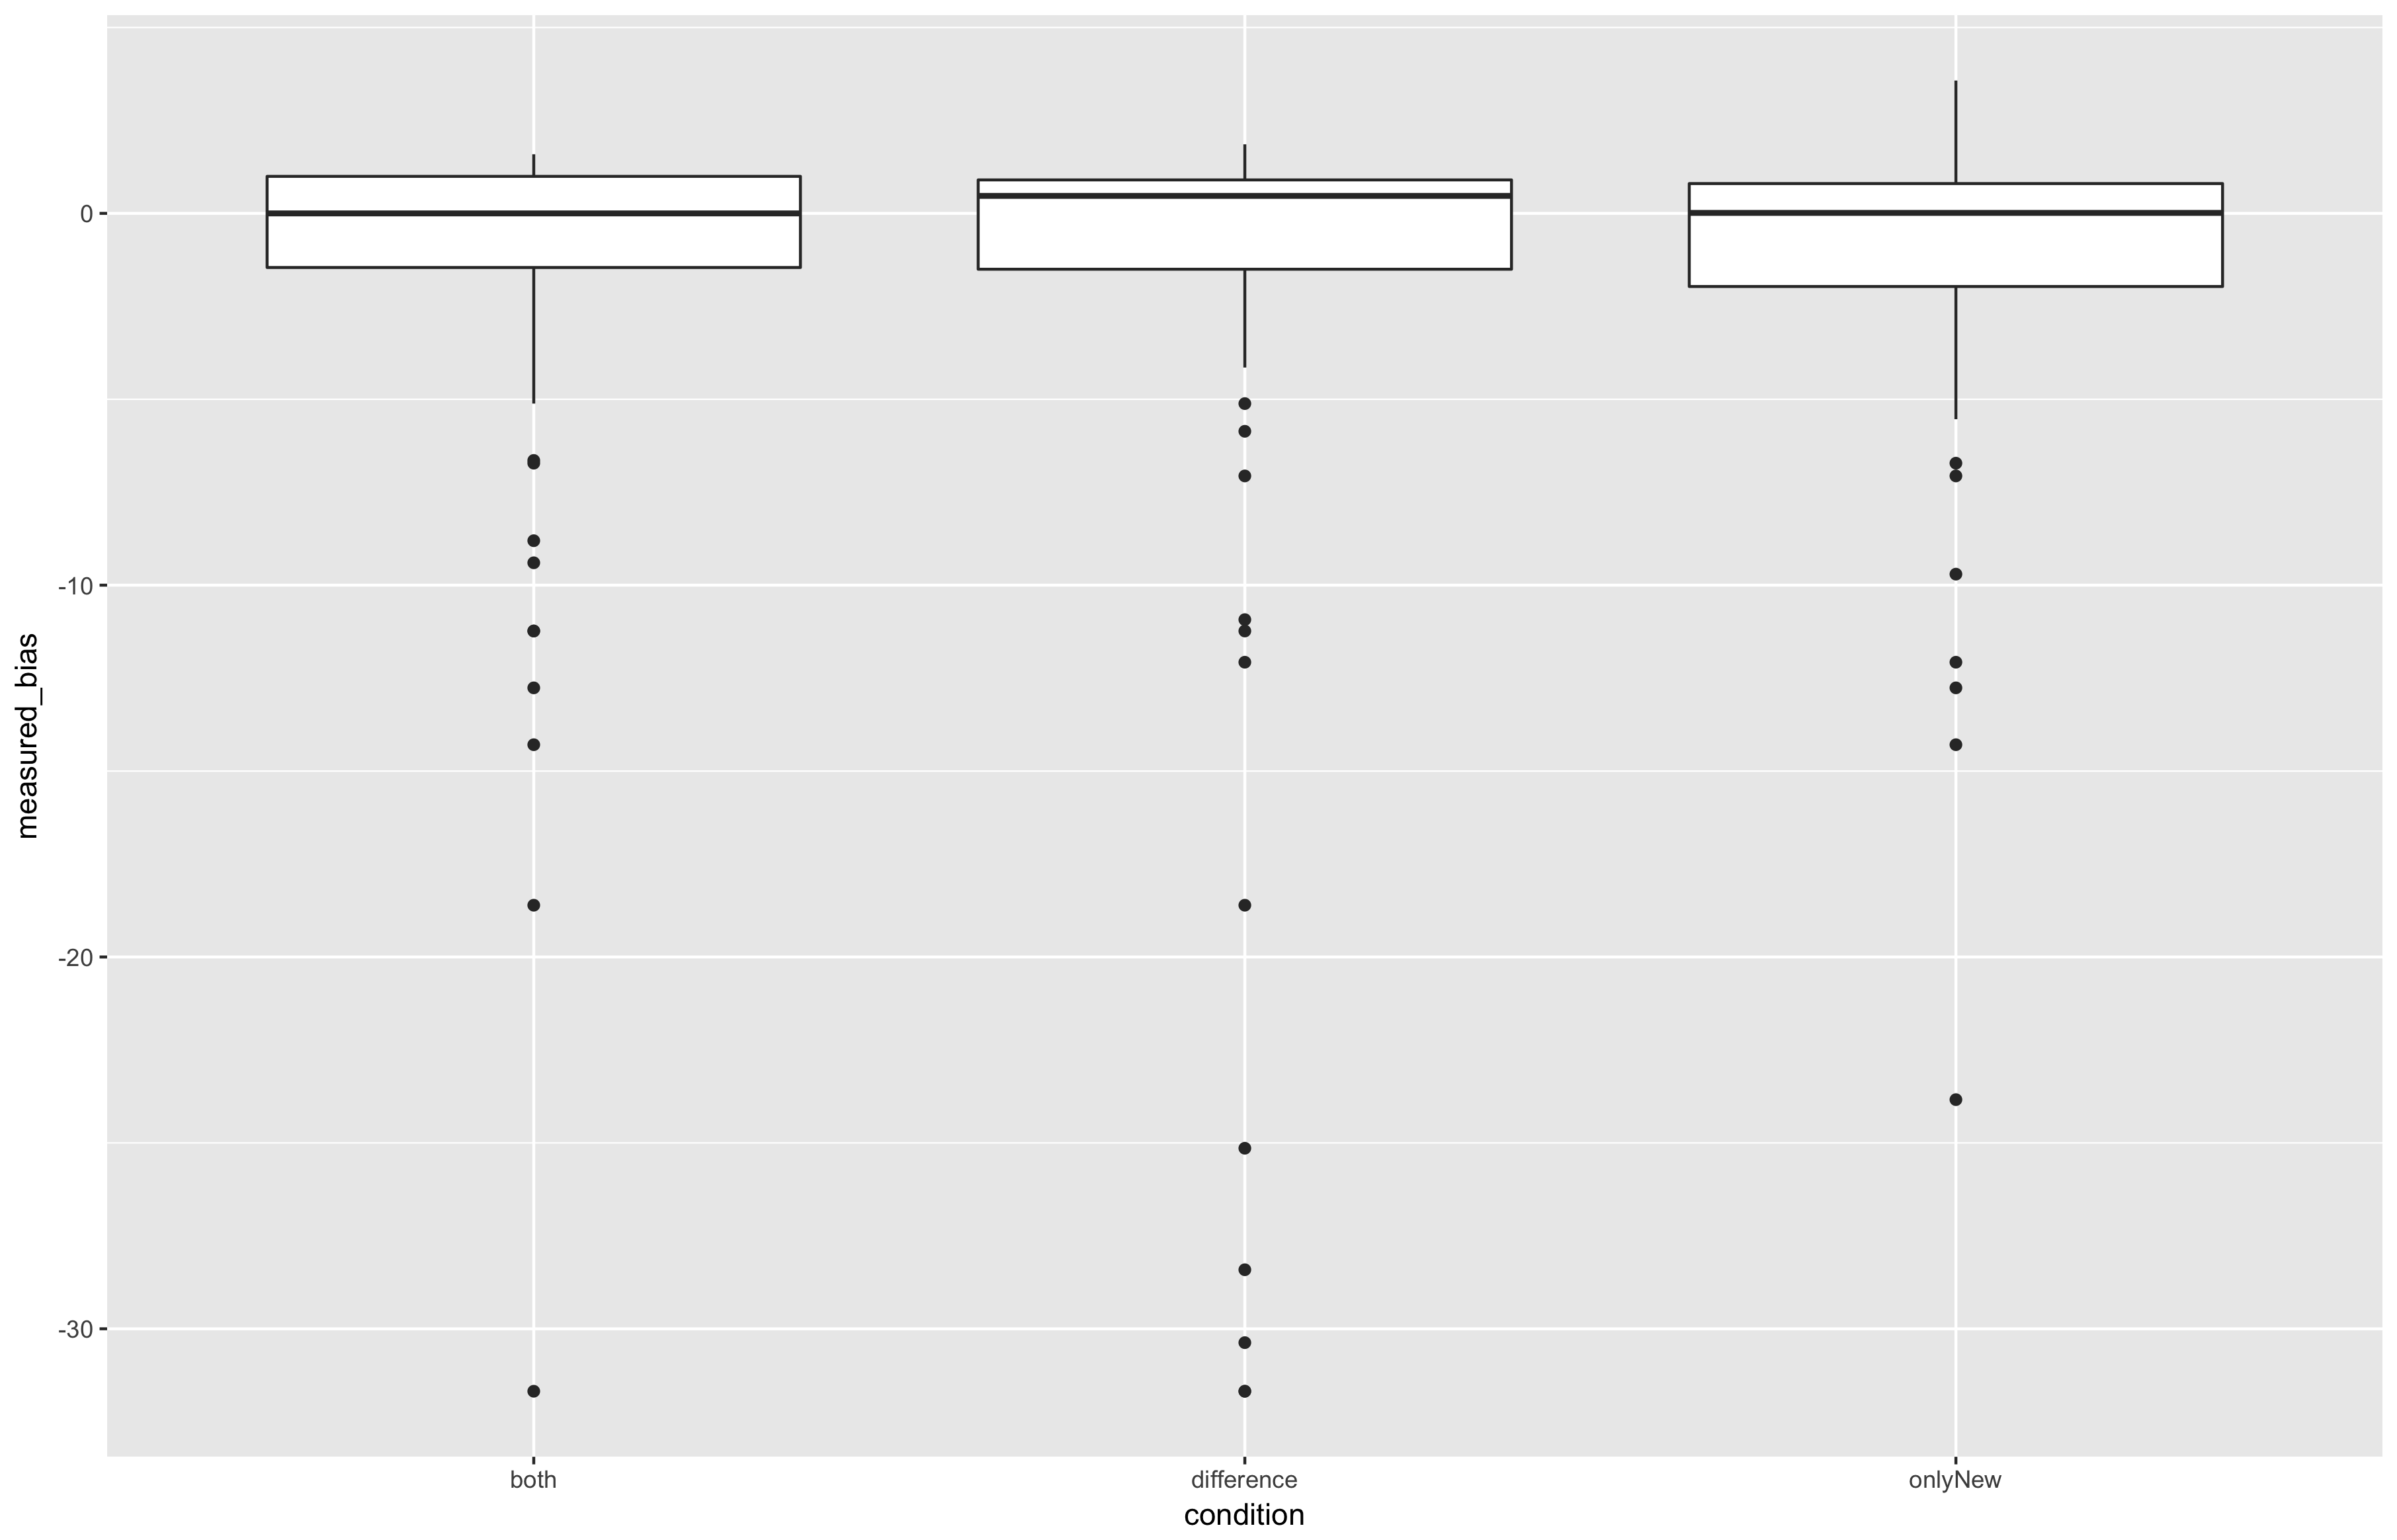 measured_bias
0
-10
-20
-30
both difference onlyNew
condition